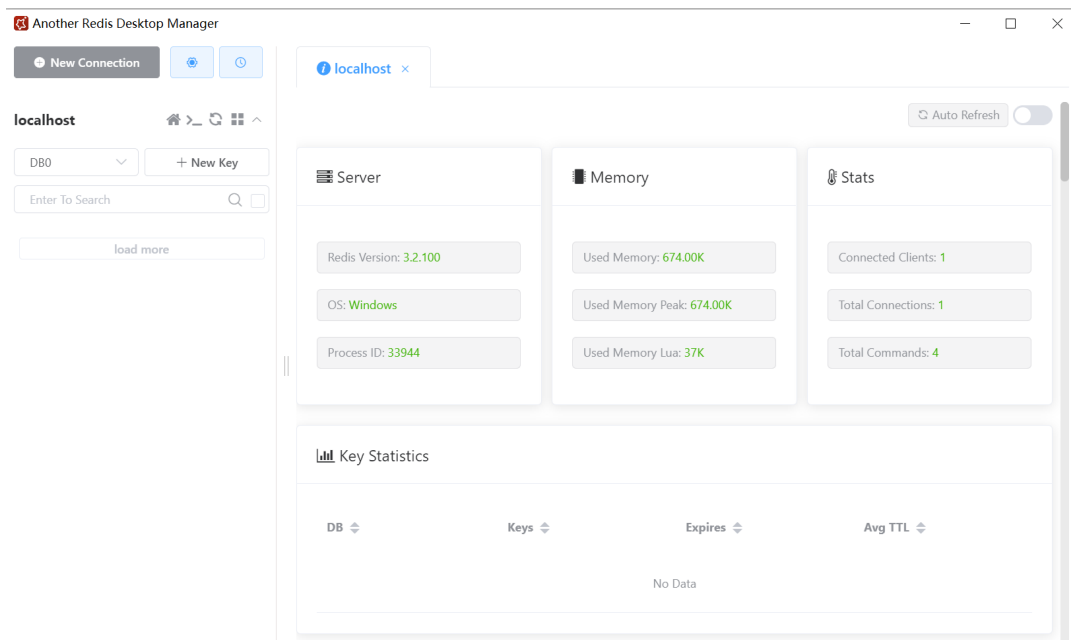 Another Redis Desktop Manager
New Connection
localhost
DB0
New Key
Enter To Search
load more
localhost
Auto Refresh
Server
Redis Version: 3.2.100
OS: Windows
Process ID: 33944
Memory
Used Memory: 674.00K
Used Memory Peak: 674.00K
Used Memory Lua: 37K
Stats
Connected Clients: 1
Total Connections: 1
Total Commands: 4
Key Statistics
DB Keys Expires Avg TTL
No Data